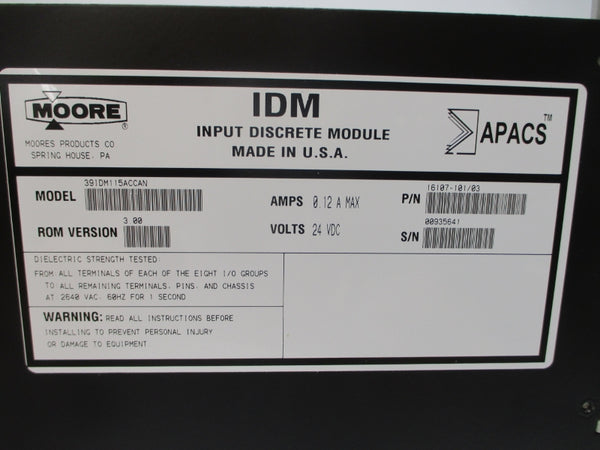 MOORE®
MOORES PRODUCTS CO
SPRING HOUSE, PA
IDM
INPUT DISCRETE MODULE
MADE IN U.S.A.
APACS™
MODEL
39IDM115ACCAN
ROM VERSION
3.00
AMPS 0.12 A MAX
VOLTS 24 VDC
P/N
16107-101/03
S/N
00935641
DIELECTRIC STRENGTH TESTED:
FROM ALL TERMINALS OF EACH OF THE EIGHT I/O GROUPS
TO ALL REMAINING TERMINALS, PINS, AND CHASSIS
AT 2640 VAC, 60HZ FOR 1 SECOND
WARNING: READ ALL INSTRUCTIONS BEFORE
INSTALLING TO PREVENT PERSONAL INJURY
OR DAMAGE TO EQUIPMENT